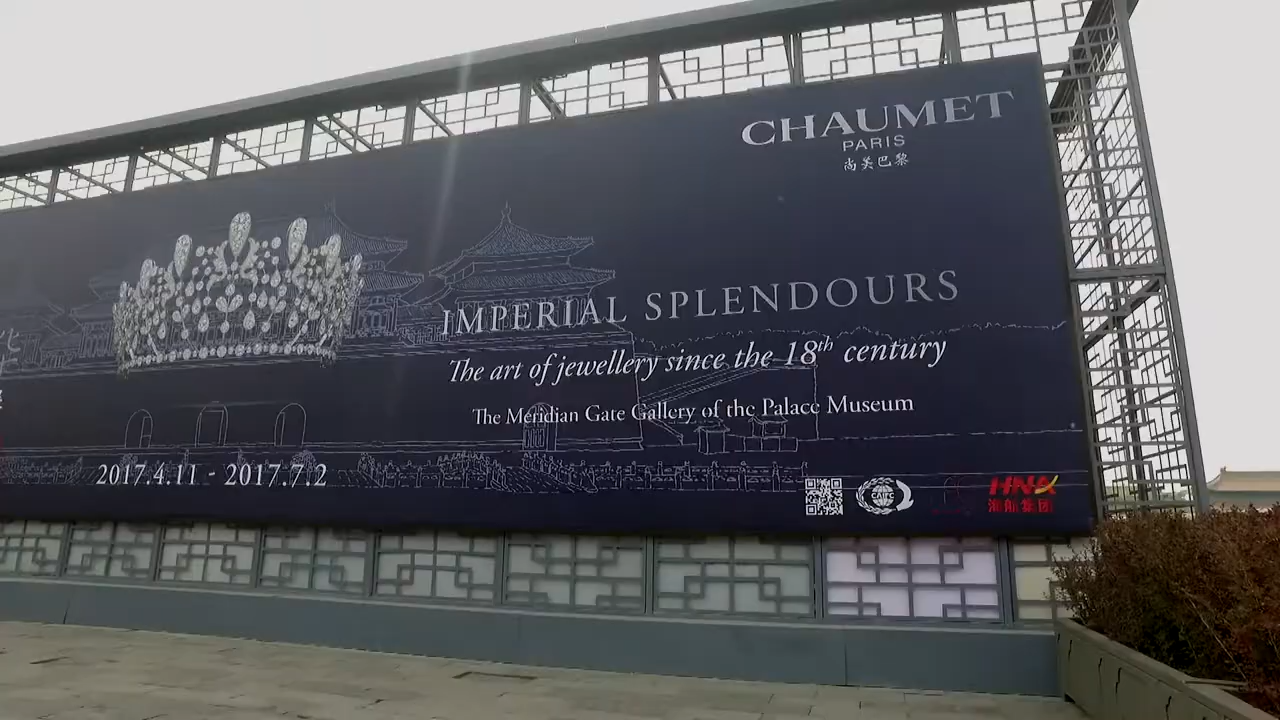 CHAUMET
PARIS
尚美巴黎
IMPERIAL SPLENDOURS
The art of jewellery since the 18th century
The Meridian Gate Gallery of the Palace Museum
2017.4.11 - 2017.7.2
CAIFC
HNA
海航集团